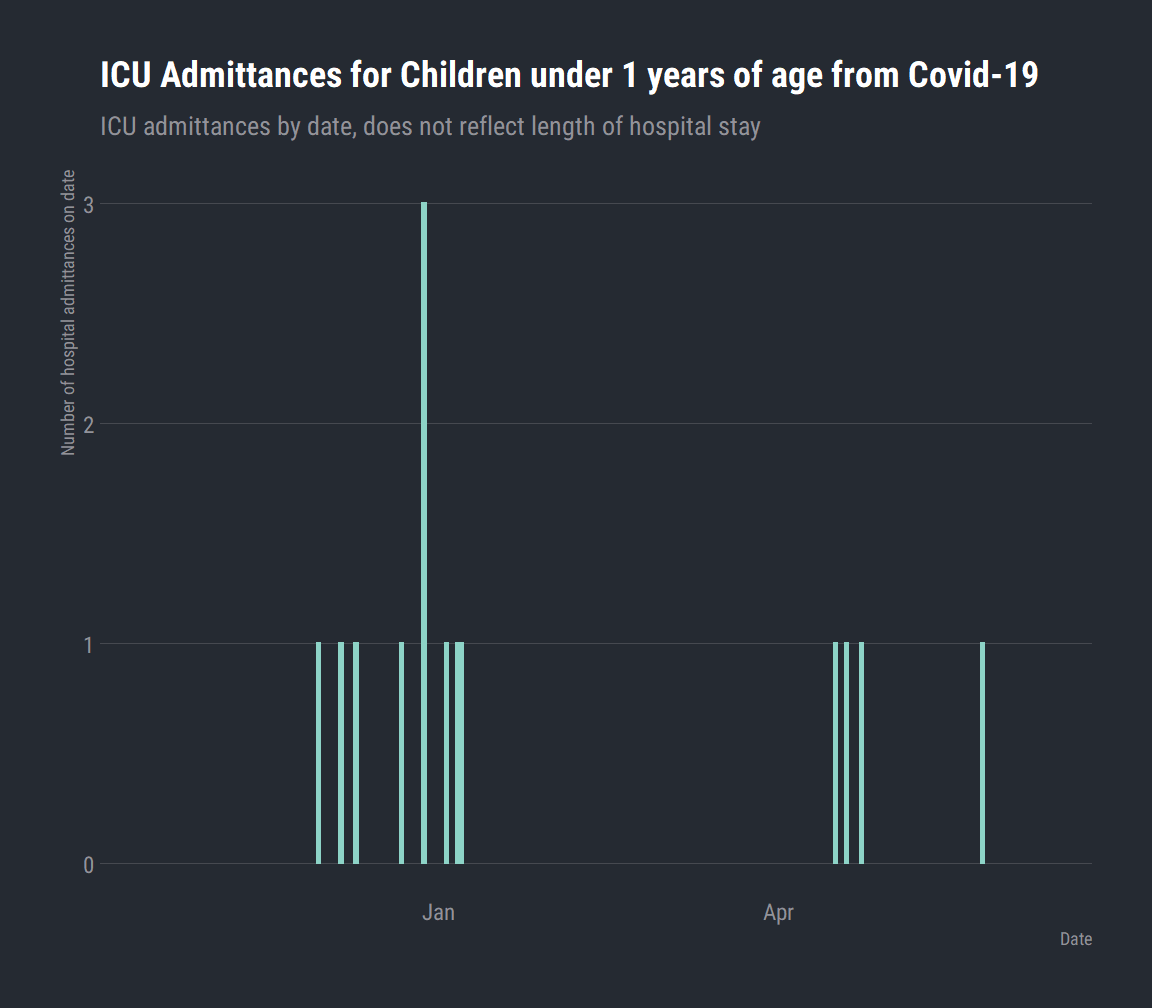 ICU Admittances for Children under 1 years of age from Covid-19
ICU admittances by date, does not reflect length of hospital stay
Number of hospital admittances on date
3
2
1
0
Jan
Apr
Date